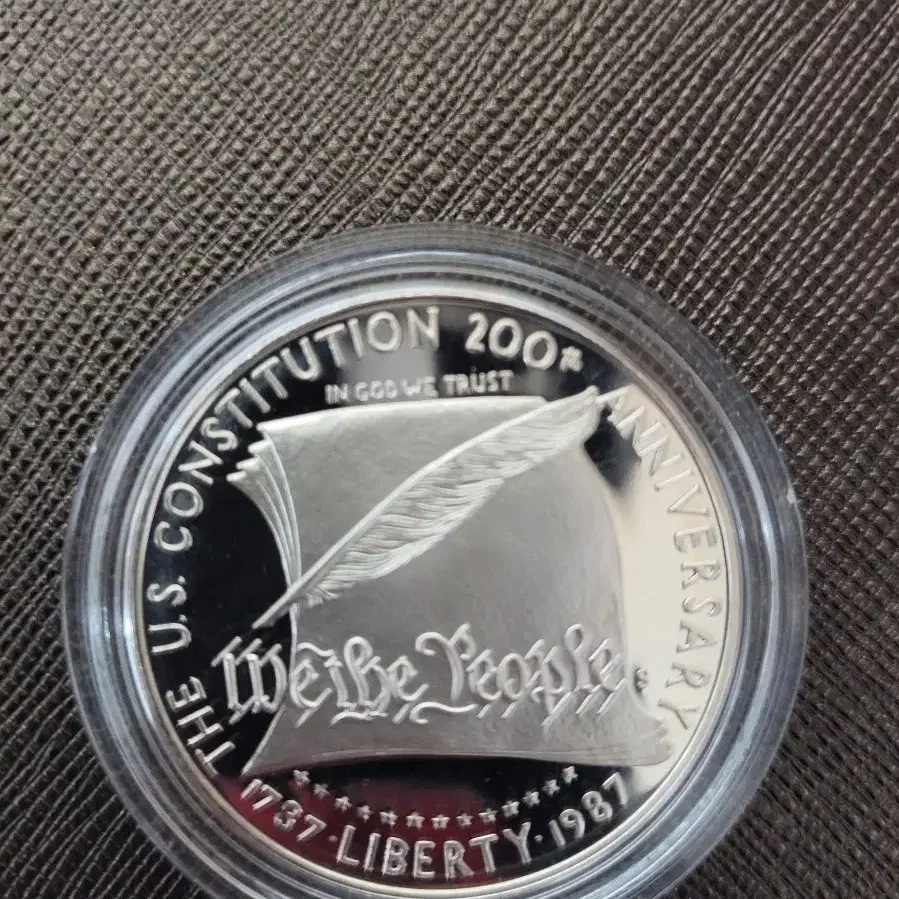 THE U.S. CONSTITUTION 200TH ANNIVERSARY
IN GOD WE TRUST
We the People
1787·LIBERTY·1987